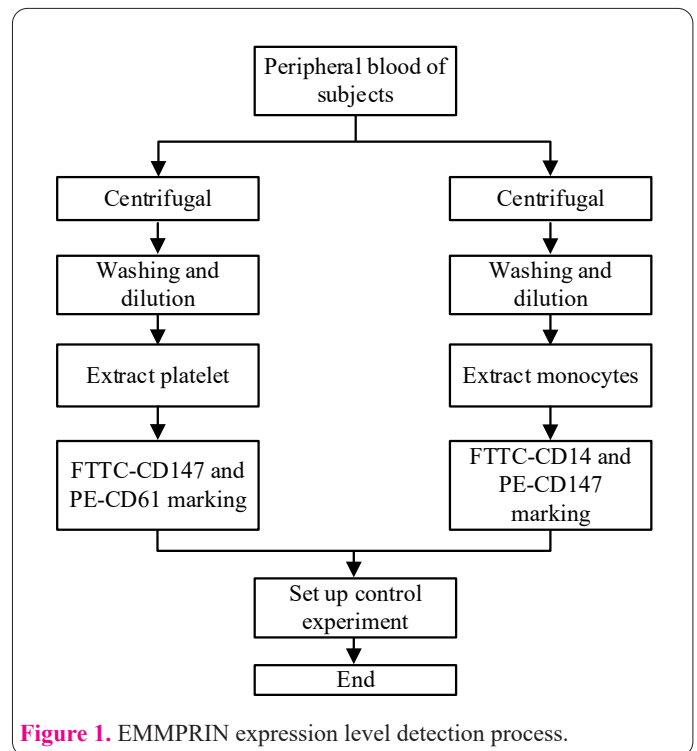 Peripheral blood of
subjects
Centrifugal
Washing and
dilution
Extract platelet
FTTC-CD147 and
PE-CD61 marking
Centrifugal
Washing and
dilution
Extract monocytes
FTTC-CD14 and
PE-CD147
marking
Set up control
experiment
End
Figure 1. EMMPRIN expression level detection process.